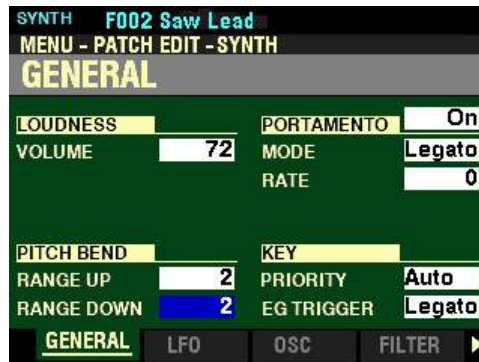 SYNTH F002 Saw Lead
MENU - PATCH EDIT - SYNTH
GENERAL
LOUDNESS
VOLUME 72
PORTAMENTO On
MODE Legato
RATE 0
PITCH BEND
RANGE UP 2
RANGE DOWN 2
KEY
PRIORITY Auto
EG TRIGGER Legato
GENERAL LFO OSC FILTER